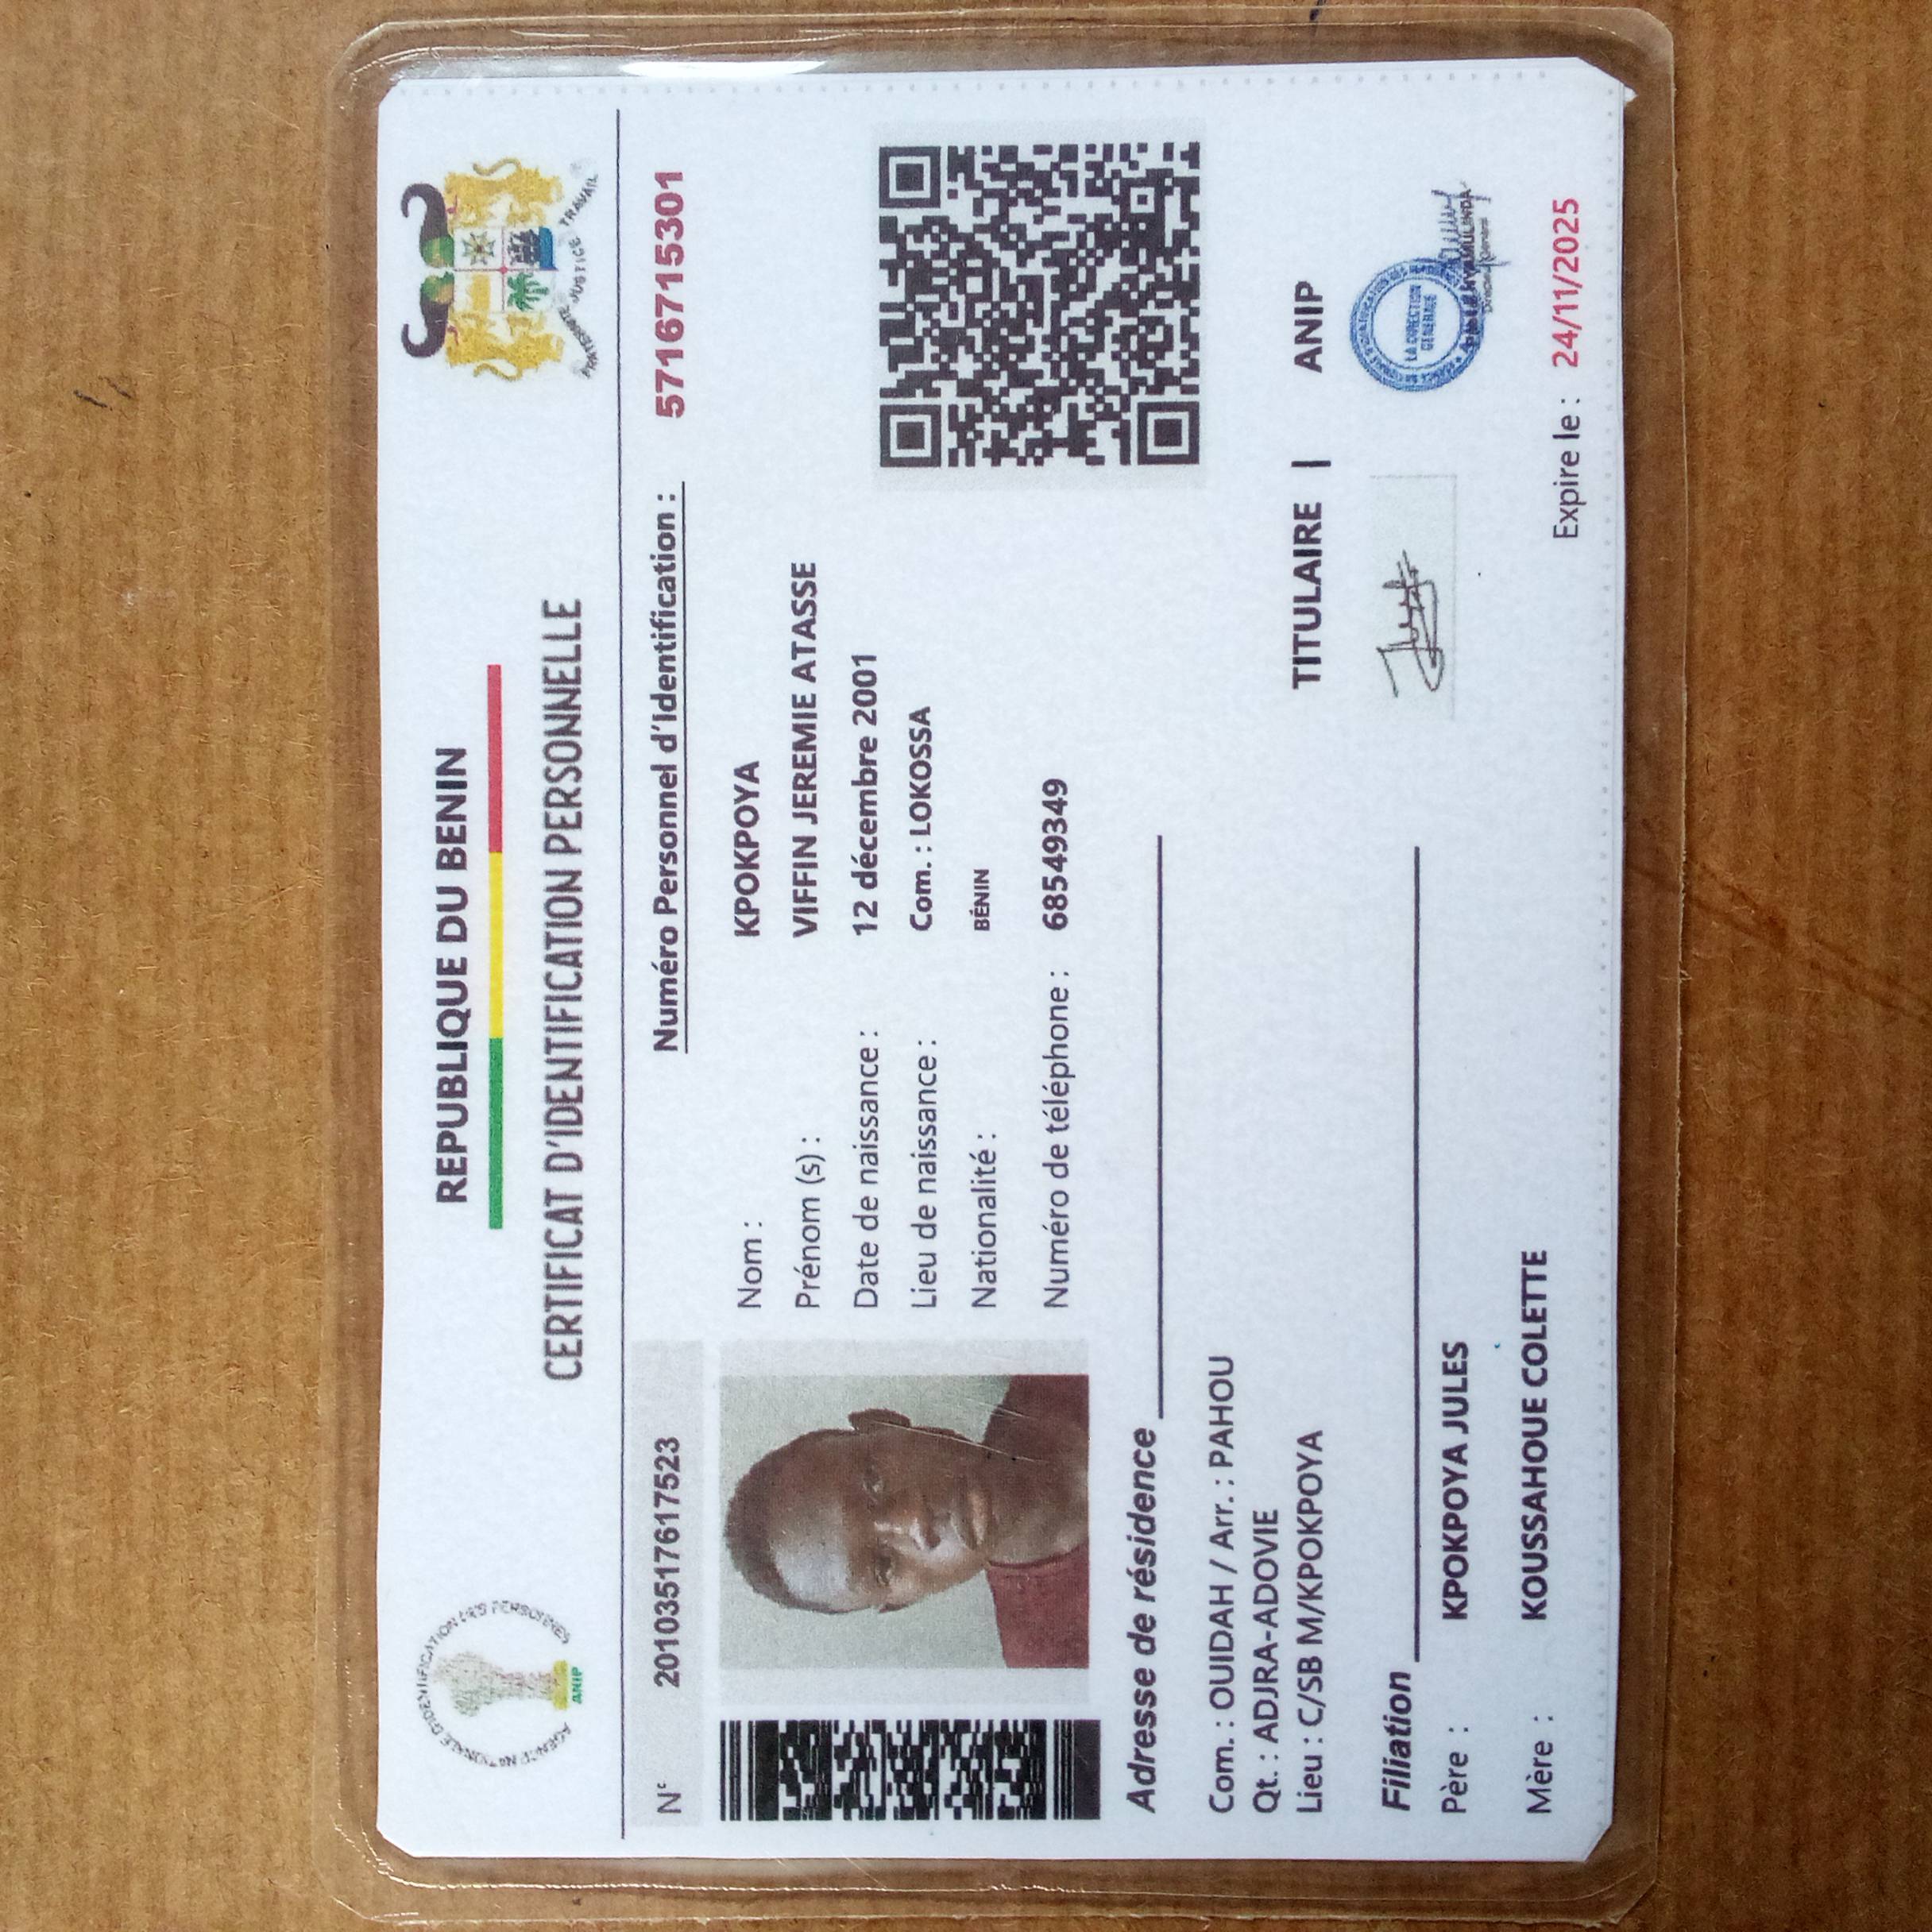 AGENCE NATIONALE D'IDENTIFICATION DES PERSONNES
ANIP
REPUBLIQUE DU BENIN
CERTIFICAT D'IDENTIFICATION PERSONNELLE
FRATERNITE JUSTICE TRAVAIL
N° 2010351761​7523
Numéro Personnel d'Identification : 5716715301
Nom : KPOKPOYA
Prénom (s) : VIFFIN JEREMIE ATASSE
Date de naissance : 12 décembre 2001
Lieu de naissance : Com. : LOKOSSA
Nationalité : BÉNIN
Numéro de téléphone : 68549349
Adresse de résidence
Com. : OUIDAH / Arr. : PAHOU
Qt. : ADJRA-ADOVIE
Lieu : C/SB M/KPOKPOYA
TITULAIRE | ANIP
LA DIRECTION
GENERALE
Filiation
Père : KPOKPOYA JULES
Mère : KOUSSAHOUE COLETTE
Expire le : 24/11/2025